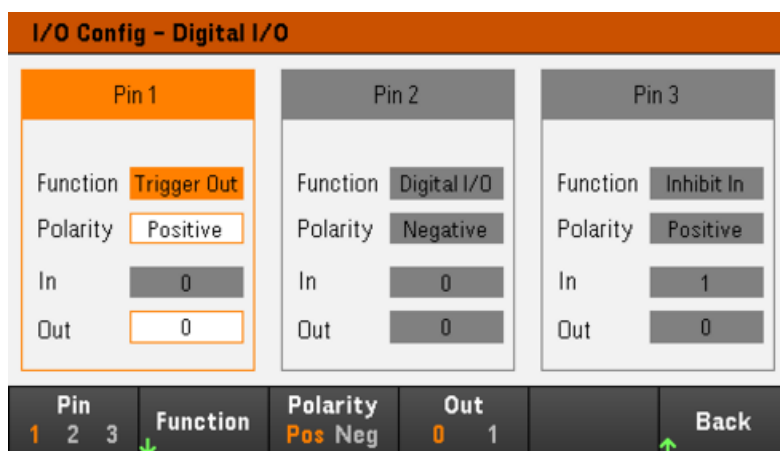 I/O Config – Digital I/O
Pin 1
Function Trigger Out
Polarity Positive
In 0
Out 0
Pin 2
Function Digital I/O
Polarity Negative
In 0
Out 0
Pin 3
Function Inhibit In
Polarity Positive
In 1
Out 0
Pin
1 2 3
Function
Polarity
Pos Neg
Out
0 1
Back